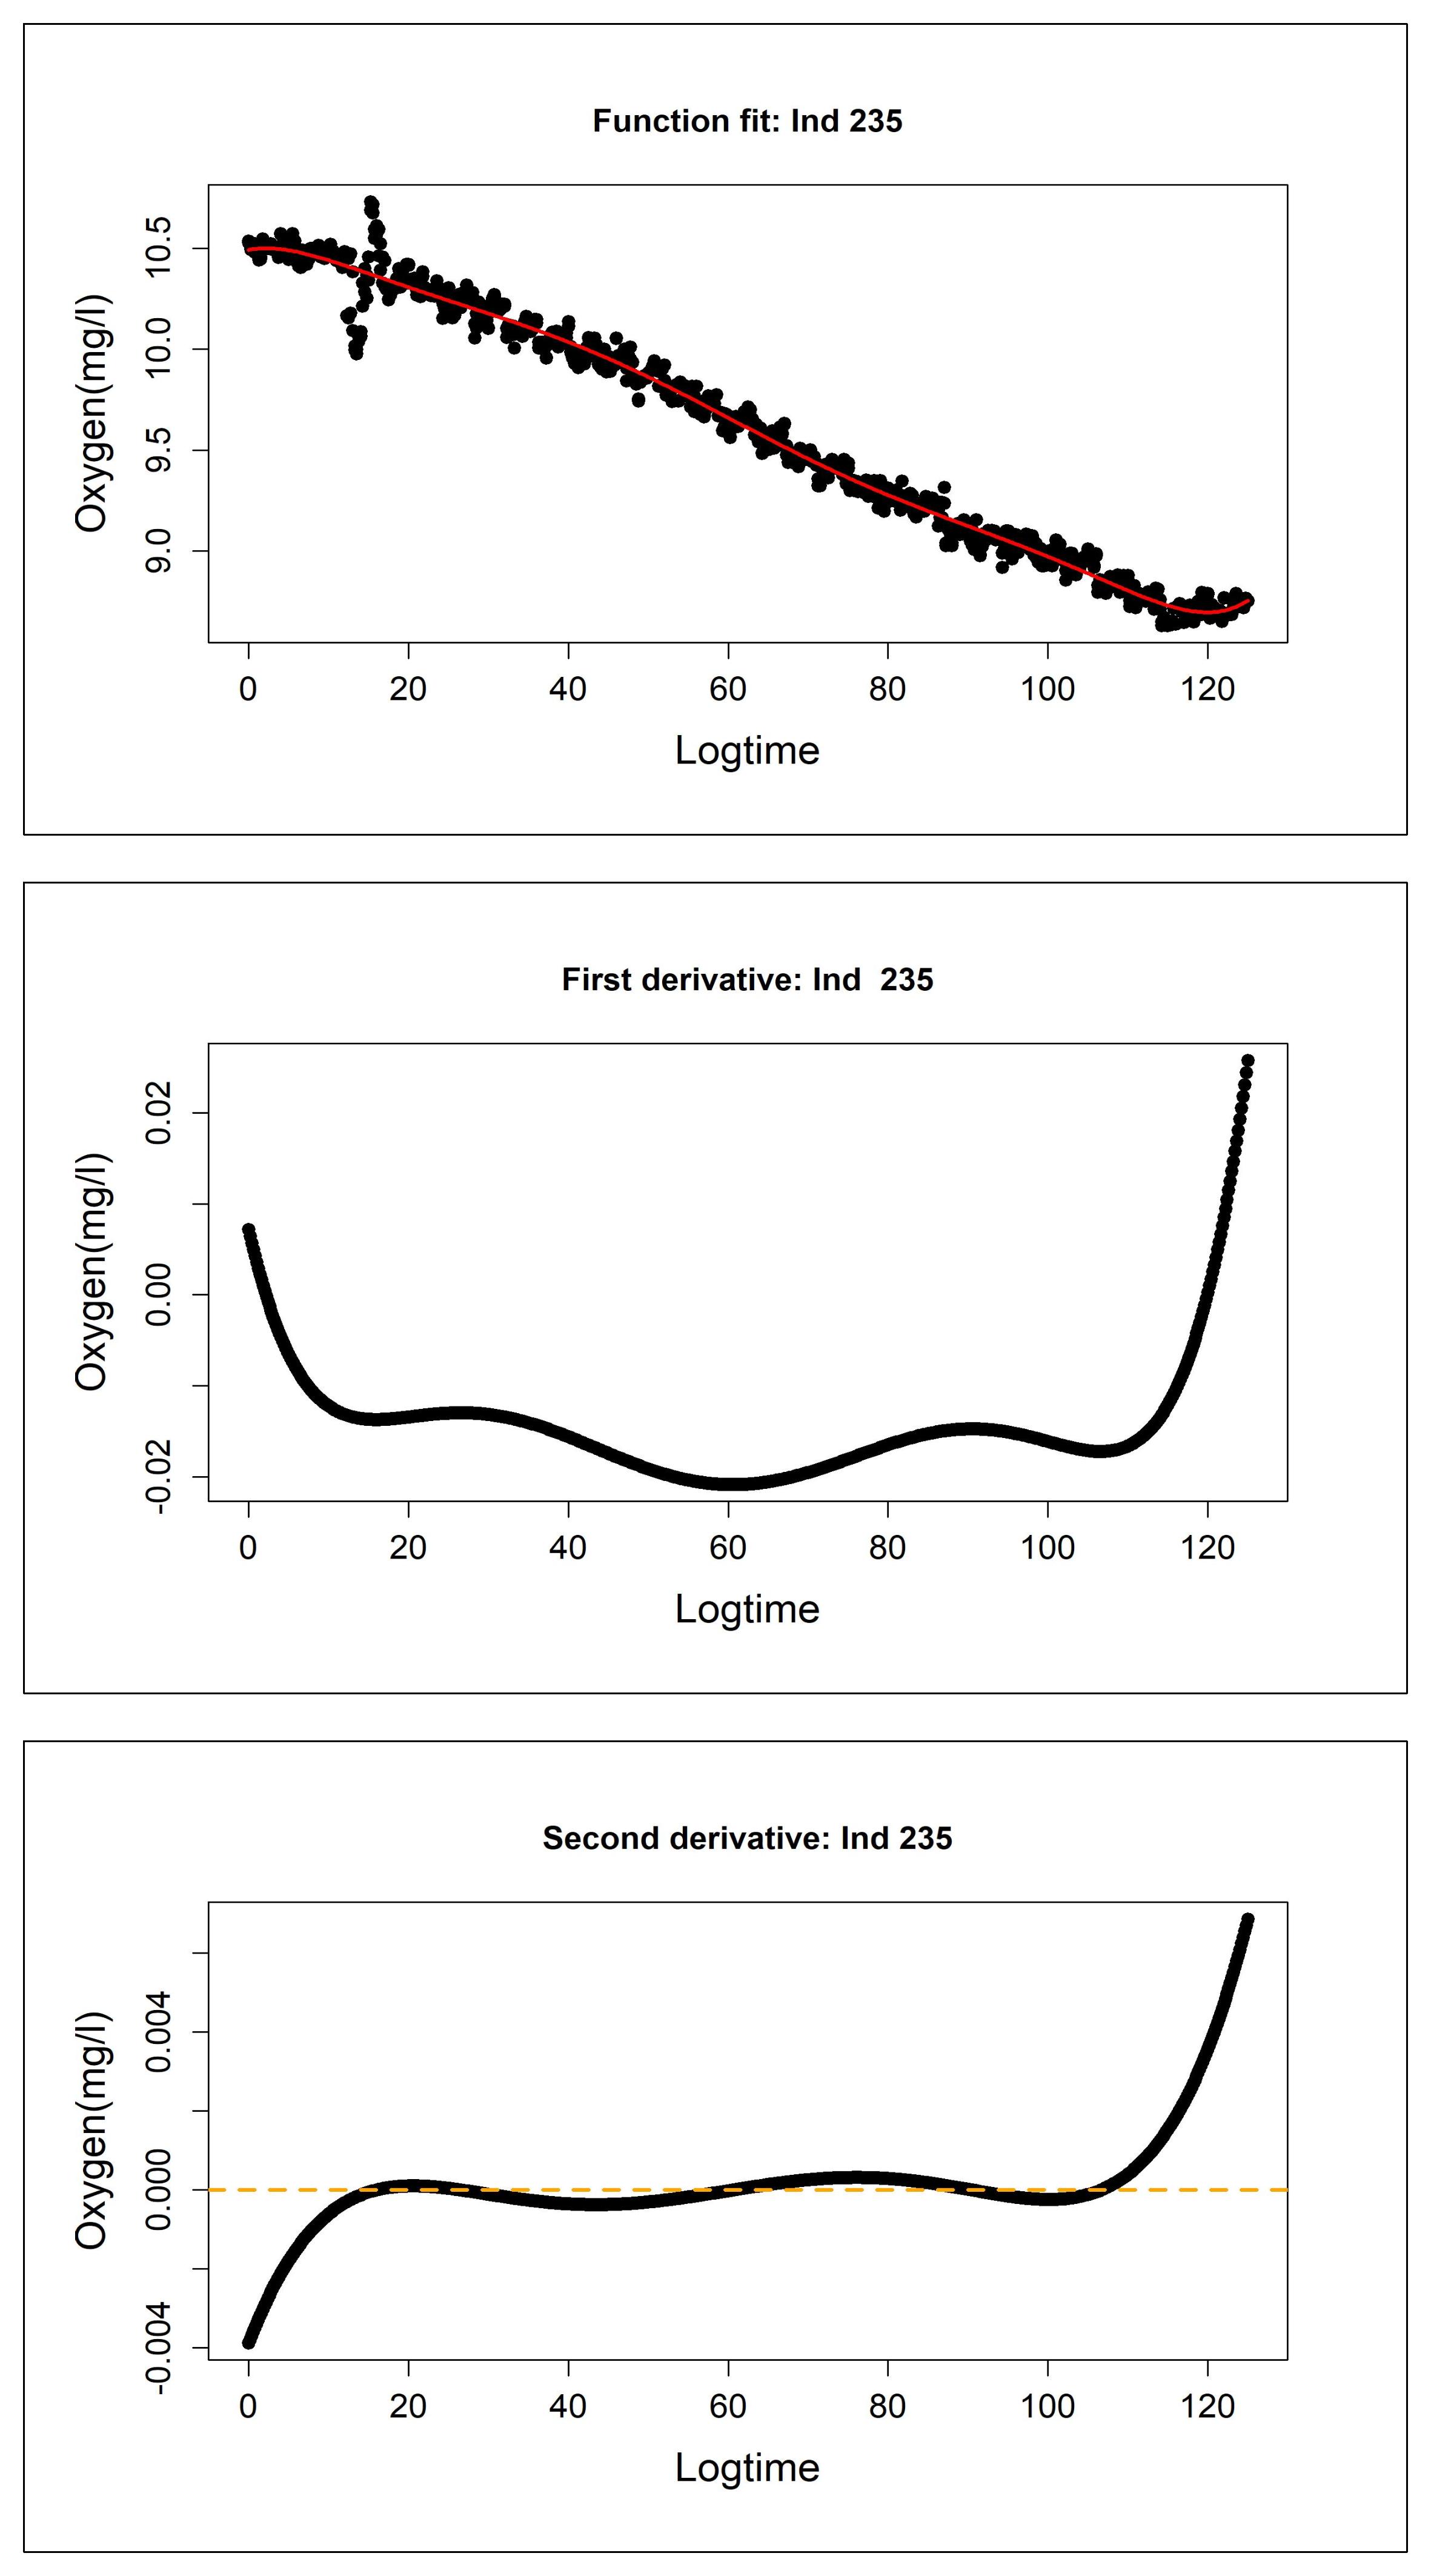 Function fit: Ind 235
Oxygen(mg/l)
10.5
10.0
9.5
9.0
0 20 40 60 80 100 120
Logtime
First derivative: Ind  235
Oxygen(mg/l)
0.02
0.00
-0.02
0 20 40 60 80 100 120
Logtime
Second derivative: Ind 235
Oxygen(mg/l)
0.004
0.000
-0.004
0 20 40 60 80 100 120
Logtime